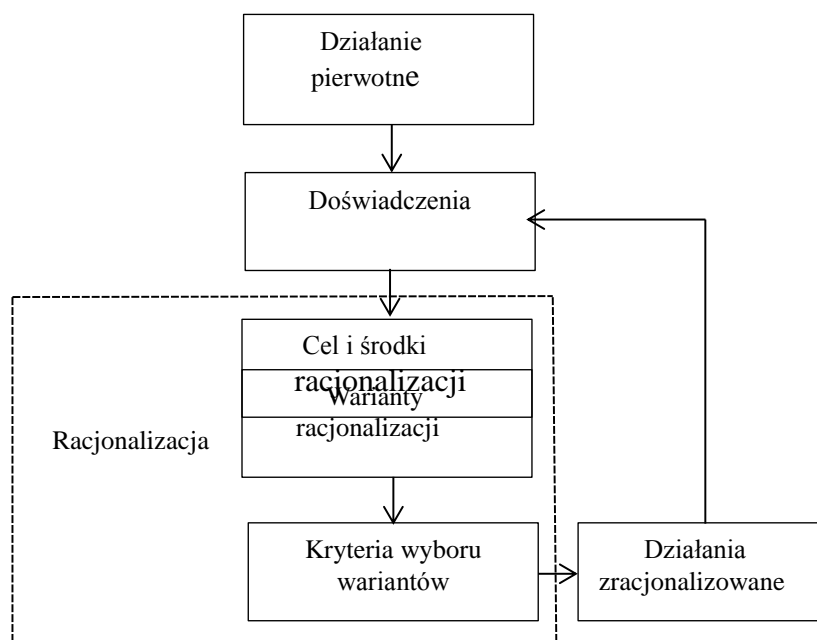 Działanie
pierwotne
Doświadczenia
Cel i środki
racjonalizacji
Warianty
racjonalizacji
Racjonalizacja
Kryteria wyboru
wariantów
Działania
zracjonalizowane